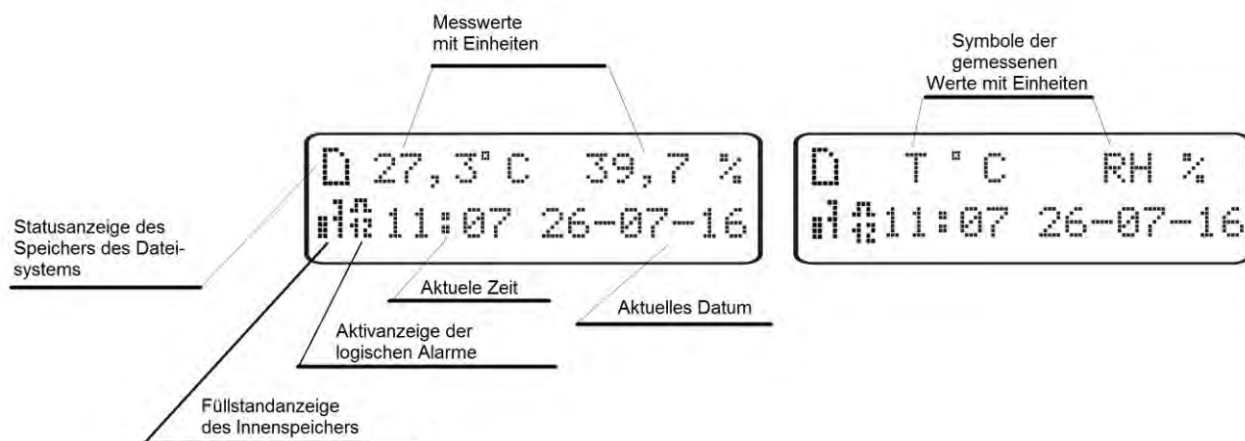 Messwerte
mit Einheiten
Symbole der
gemessenen
Werte mit Einheiten
27,3°C 39,7 %
11:07 26-07-16
T °C RH %
12 11:07 26-07-16
Statusanzeige des
Speichers des Datei-
systems
Aktuele Zeit
Aktuelles Datum
Aktivanzeige der
logischen Alarme
Füllstandanzeige
des Innenspeichers